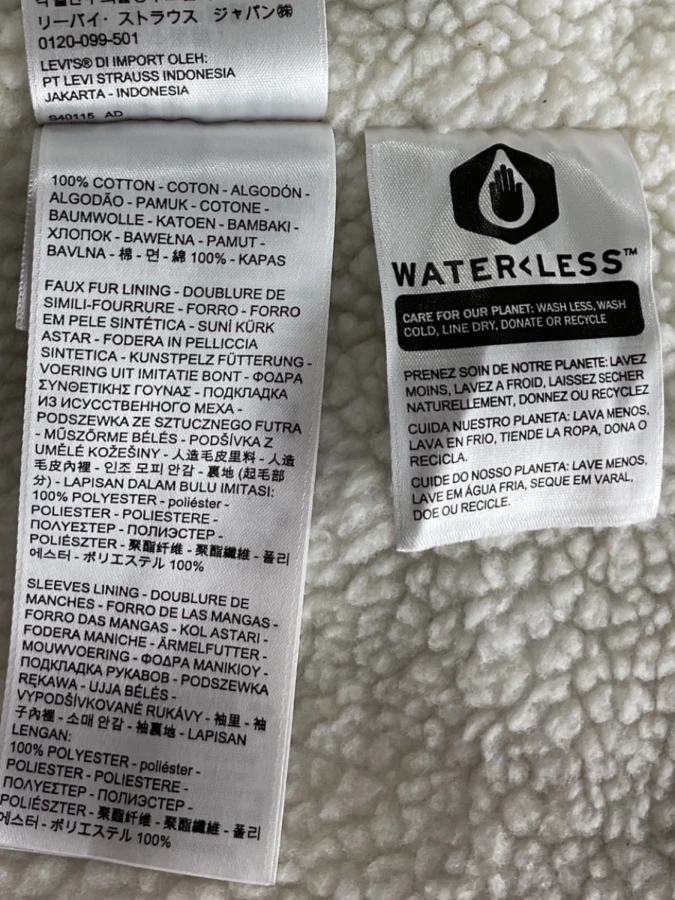 リーバイ・ストラウス ジャパン㈱
0120-099-501
LEVI'S® DI IMPORT OLEH:
PT LEVI STRAUSS INDONESIA
JAKARTA - INDONESIA
S40115 AD
100% COTTON - COTON - ALGODÓN -
ALGODÃO - PAMUK - COTONE -
BAUMWOLLE - KATOEN - BAMBAKI -
ХЛОПОК - BAWEŁNA - PAMUT -
BAVLNA - 棉 - 면 - 綿 100% - KAPAS
FAUX FUR LINING - DOUBLURE DE
SIMILI-FOURRURE - FORRO - FORRO
EM PELE SINTÉTICA - SUNİ KÜRK
ASTAR - FODERA IN PELLICCIA
SINTETICA - KUNSTPELZ FÜTTERUNG -
VOERING UIT IMITATIE BONT - ΦΟΔΡΑ
ΣΥΝΘΕΤΙΚΗΣ ΓΟΥΝΑΣ - ПОДКЛАДКА
ИЗ ИСКУССТВЕННОГО МЕХА -
PODSZEWKA ZE SZTUCZNEGO FUTRA
- MŰSZŐRME BÉLÉS - PODŠÍVKA Z
UMĚLÉ KOŽEŠINY - 人造毛皮里料 - 人造
毛皮內裡 - 인조 모피 안감 - 裏地 (起毛部
分) - LAPISAN DALAM BULU IMITASI:
100% POLYESTER - poliéster -
POLIESTER - POLIESTERE -
ΠΟΛΥΕΣΤΕΡ - ПОЛИЭСТЕР -
POLIÉSZTER - 聚酯纤维 - 聚酯纖維 - 폴리
에스터 - ポリエステル 100%
SLEEVES LINING - DOUBLURE DE
MANCHES - FORRO DE LAS MANGAS -
FORRO DAS MANGAS - KOL ASTARI -
FODERA MANICHE - ÄRMELFUTTER -
MOUWVOERING - ΦΟΔΡΑ ΜΑΝΙΚΙΟΥ -
ПОДКЛАДКА РУКАВОВ - PODSZEWKA
RĘKAWA - UJJA BÉLÉS -
VYPODŠÍVKOVANÉ RUKÁVY - 袖里 - 袖
子內裡 - 소매 안감 - 袖裏地 - LAPISAN
LENGAN:
100% POLYESTER - poliéster -
POLIESTER - POLIESTERE -
ΠΟΛΥΕΣΤΕΡ - ПОЛИЭСТЕР -
POLIÉSZTER - 聚酯纤维 - 聚酯纖維 - 폴리
에스터 - ポリエステル 100%
WATER<LESS™
CARE FOR OUR PLANET: WASH LESS, WASH
COLD, LINE DRY, DONATE OR RECYCLE
PRENEZ SOIN DE NOTRE PLANETE: LAVEZ
MOINS, LAVEZ A FROID, LAISSEZ SECHER
NATURELLEMENT, DONNEZ OU RECYCLEZ
CUIDA NUESTRO PLANETA: LAVA MENOS,
LAVA EN FRIO, TIENDE LA ROPA, DONA O
RECICLA.
CUIDE DO NOSSO PLANETA: LAVE MENOS,
LAVE EM ÁGUA FRIA, SEQUE EM VARAL,
DOE OU RECICLE.